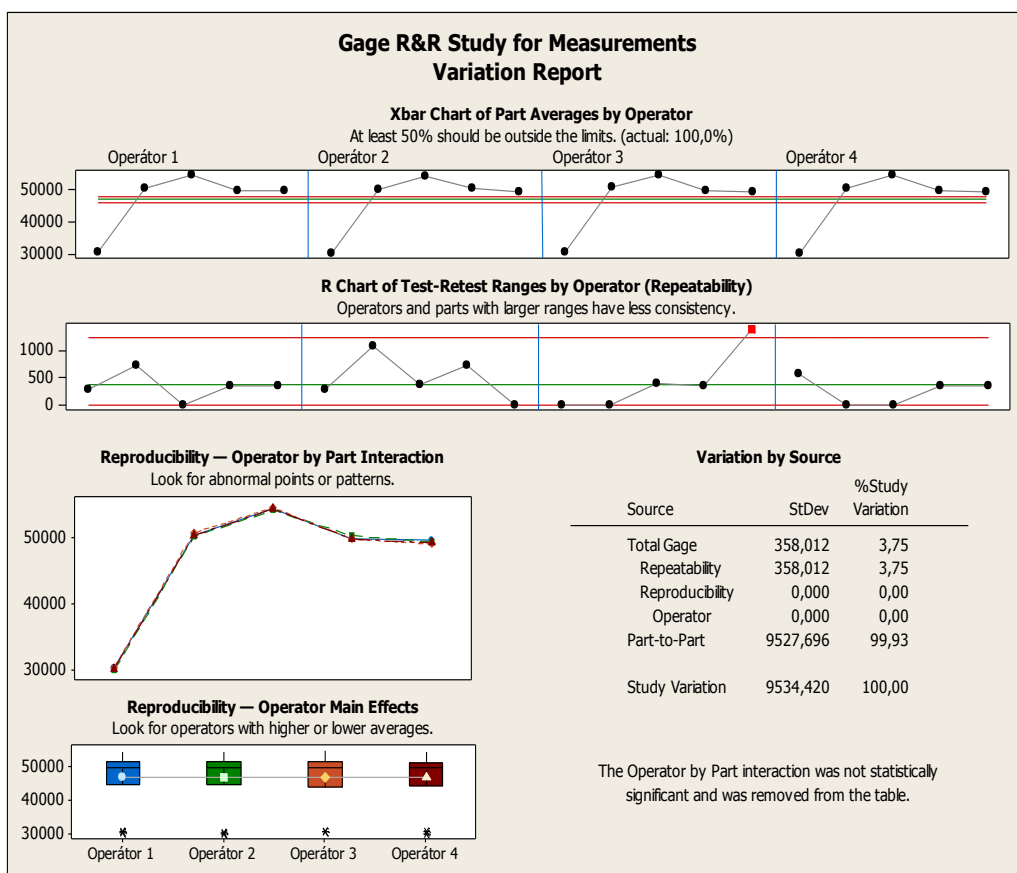 Gage R&R Study for Measurements
Variation Report
Xbar Chart of Part Averages by Operator
At least 50% should be outside the limits. (actual: 100,0%)
Operátor 1 Operátor 2 Operátor 3 Operátor 4
50000
40000
30000
R Chart of Test-Retest Ranges by Operator (Repeatability)
Operators and parts with larger ranges have less consistency.
1000
500
0
Reproducibility — Operator by Part Interaction
Look for abnormal points or patterns.
50000
40000
30000
Reproducibility — Operator Main Effects
Look for operators with higher or lower averages.
50000
40000
30000
Operátor 1 Operátor 2 Operátor 3 Operátor 4
Variation by Source
%Study
Source StDev Variation
Total Gage 358,012 3,75
Repeatability 358,012 3,75
Reproducibility 0,000 0,00
Operator 0,000 0,00
Part-to-Part 9527,696 99,93
Study Variation 9534,420 100,00
The Operator by Part interaction was not statistically
significant and was removed from the table.